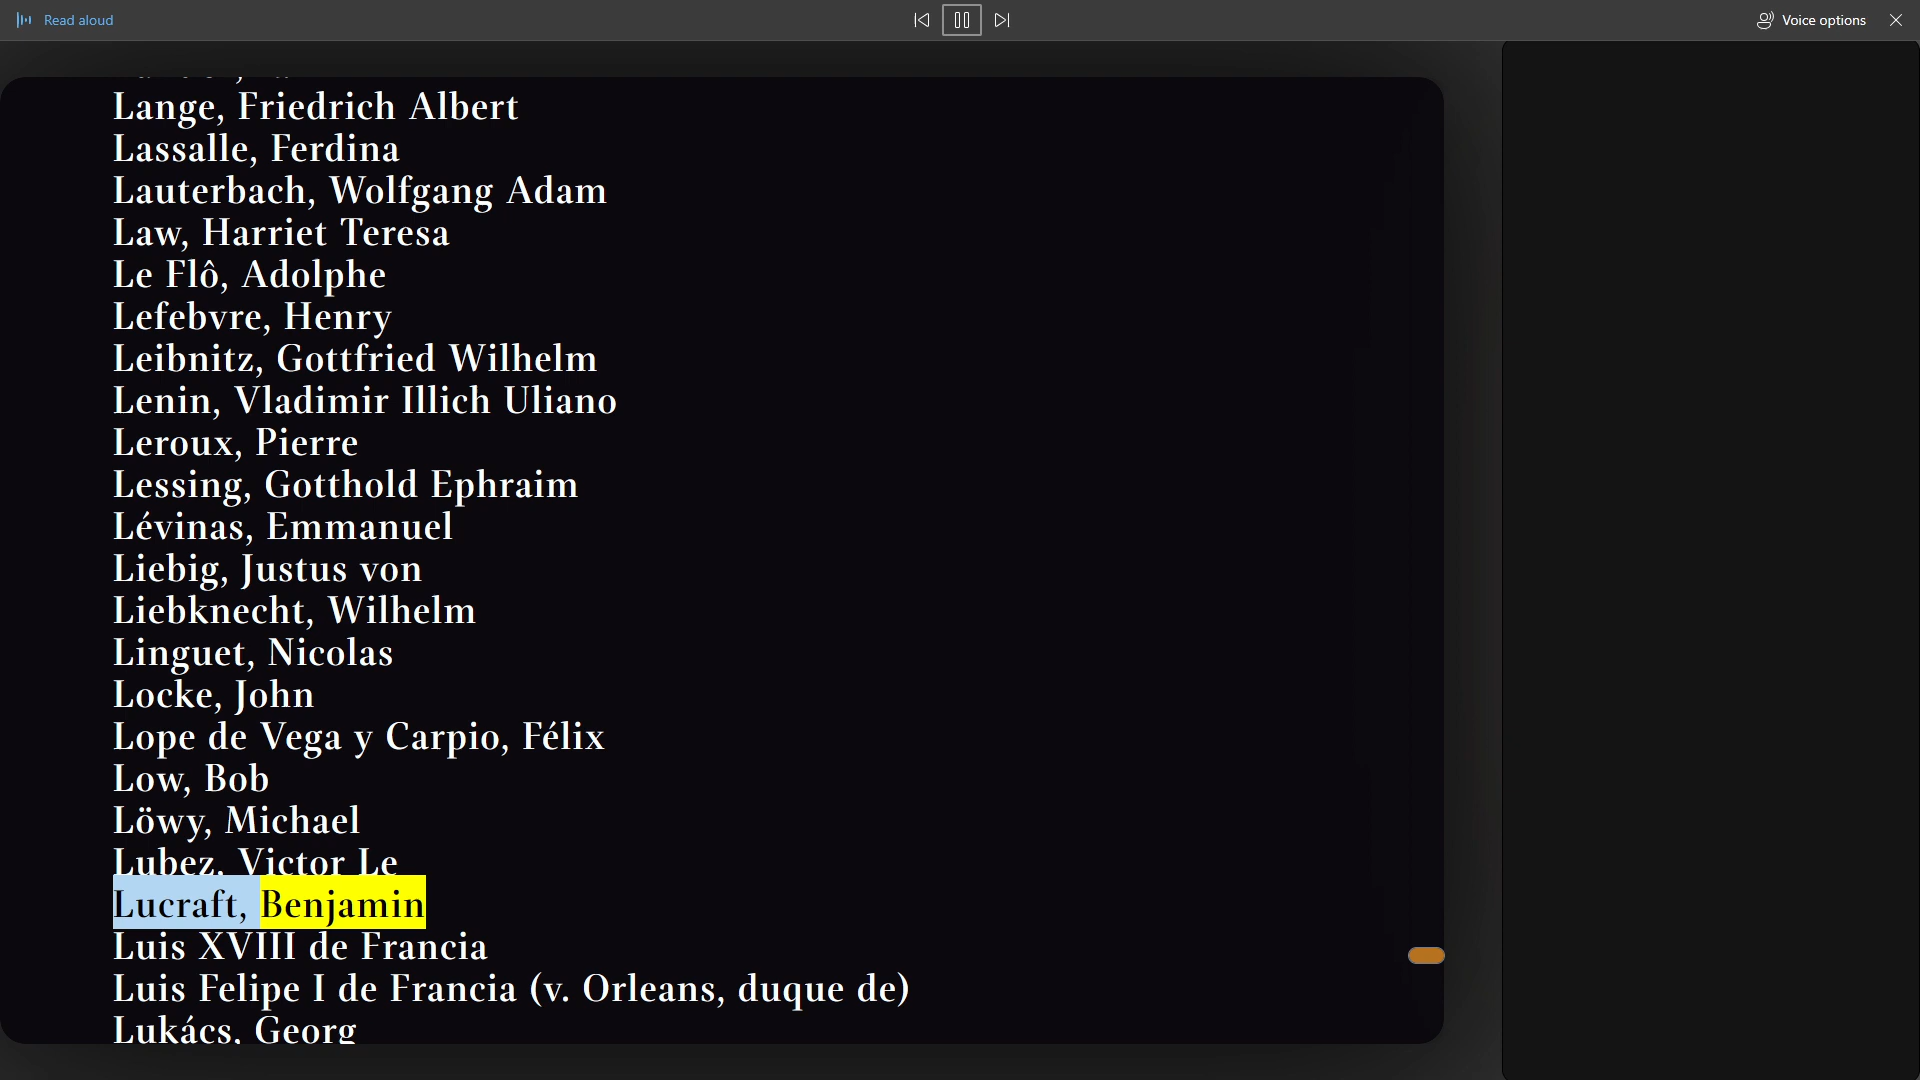 Read aloud
Voice options
Lange, Friedrich Albert
Lassalle, Ferdina
Lauterbach, Wolfgang Adam
Law, Harriet Teresa
Le Flô, Adolphe
Lefebvre, Henry
Leibnitz, Gottfried Wilhelm
Lenin, Vladimir Illich Uliano
Leroux, Pierre
Lessing, Gotthold Ephraim
Lévinas, Emmanuel
Liebig, Justus von
Liebknecht, Wilhelm
Linguet, Nicolas
Locke, John
Lope de Vega y Carpio, Félix
Low, Bob
Löwy, Michael
Lubez, Victor Le
Lucraft, Benjamin
Luis XVIII de Francia
Luis Felipe I de Francia (v. Orleans, duque de)
Lukács, Georg